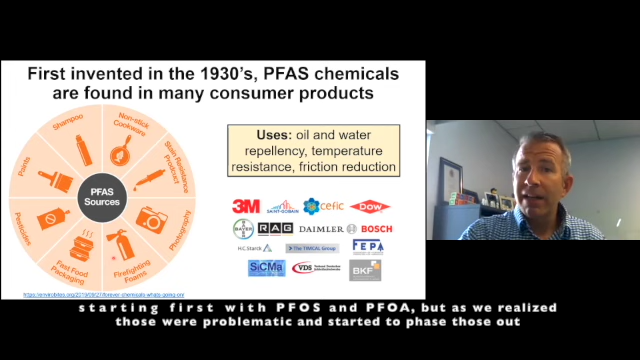 First invented in the 1930's, PFAS chemicals
are found in many consumer products
Shampoo
Non-stick
Cookware
Stain Resistance
Product
Photography
Firefighting
Foams
Fast Food
Packaging
Pesticides
Paints
PFAS
Sources
Uses: oil and water
repellency, temperature
resistance, friction reduction
3M
SAINT-GOBAIN
cefic
Dow
BAYER
RAG
DAIMLER
BOSCH
H.C. Starck
The TIMCAL Group
FEPA
SiCMa
VDS
BKF
starting first with PFOS and PFOA, but as we realized
those were problematic and started to phase those out